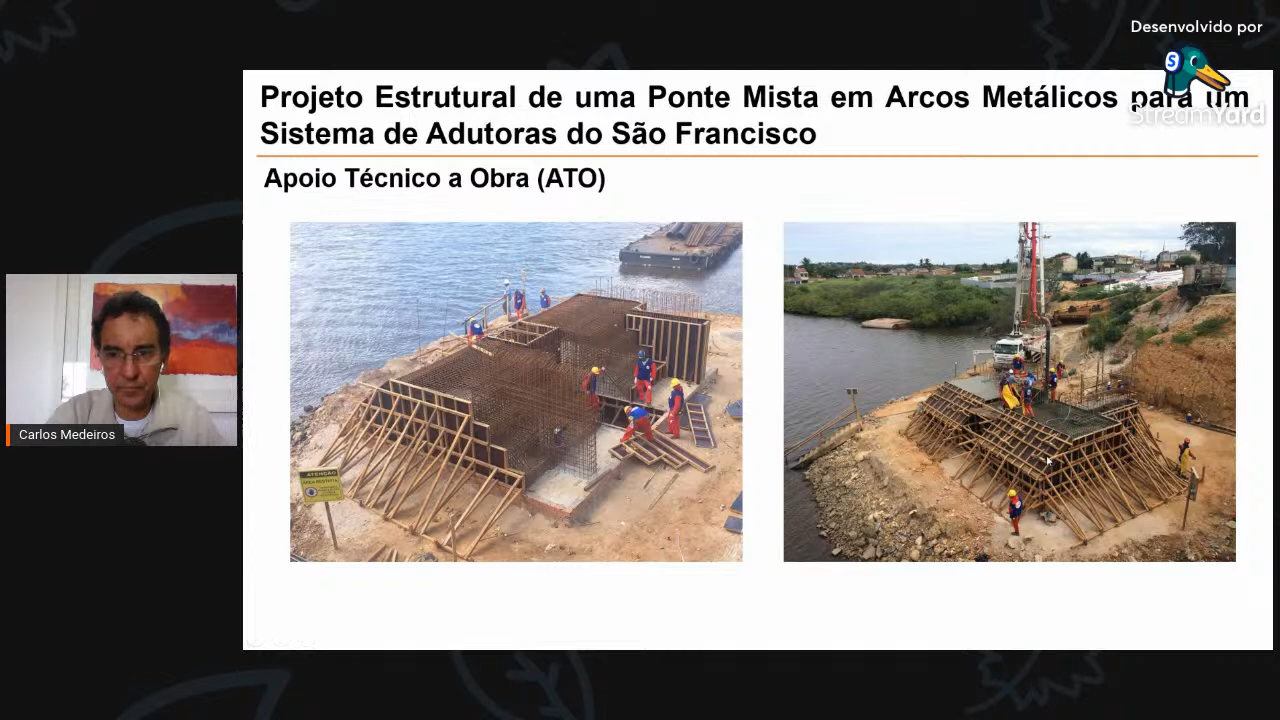 Desenvolvido por
StreamYard
Projeto Estrutural de uma Ponte Mista em Arcos Metálicos para um
Sistema de Adutoras do São Francisco
Apoio Técnico a Obra (ATO)
ATENÇÃO
Carlos Medeiros